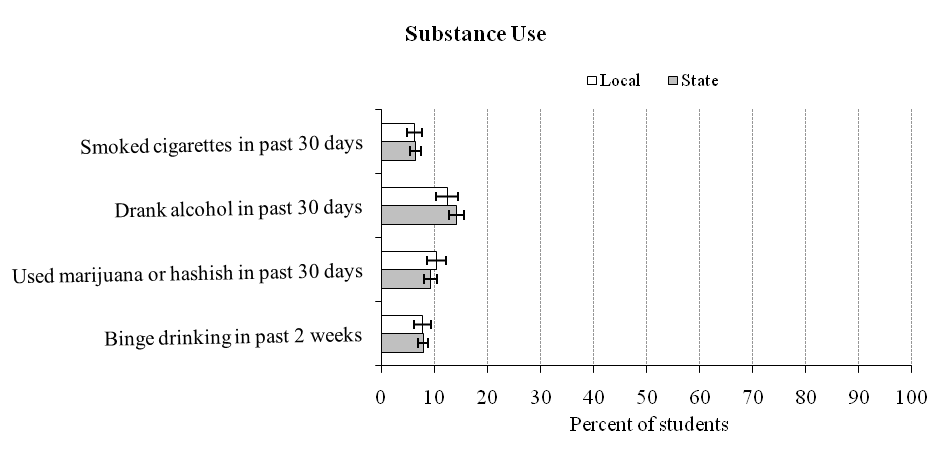 Substance Use
Local State
Smoked cigarettes in past 30 days
Drank alcohol in past 30 days
Used marijuana or hashish in past 30 days
Binge drinking in past 2 weeks
0 10 20 30 40 50 60 70 80 90 100
Percent of students